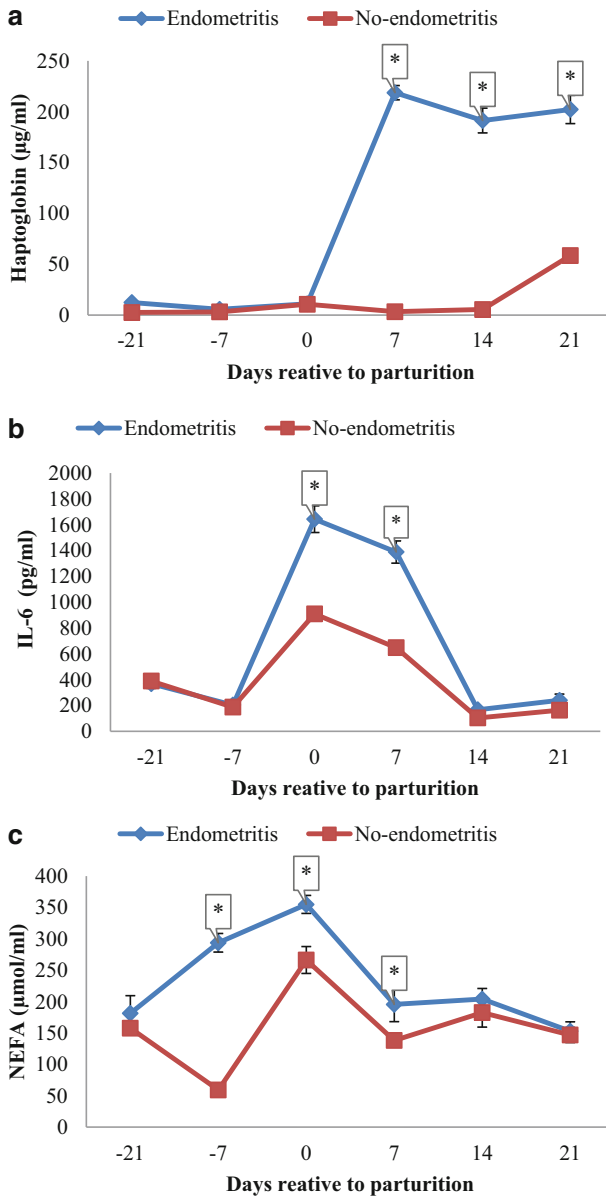 a
Endometritis No-endometritis
Haptoglobin (µg/ml)
250
200
150
100
50
0
* * *
-21 -7 0 7 14 21
Days reative to parturition
b
Endometritis No-endometritis
IL-6 (pg/ml)
2000
1800
1600
1400
1200
1000
800
600
400
200
0
* *
-21 -7 0 7 14 21
Days reative to parturition
c
Endometritis No-endometritis
NEFA (µmol/ml)
400
350
300
250
200
150
100
50
0
* * *
-21 -7 0 7 14 21
Days reative to parturition